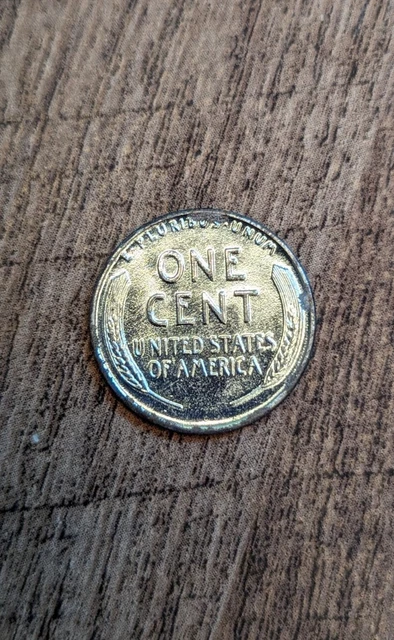 E·PLURIBUS·UNUM
ONE
CENT
UNITED STATES
OF AMERICA